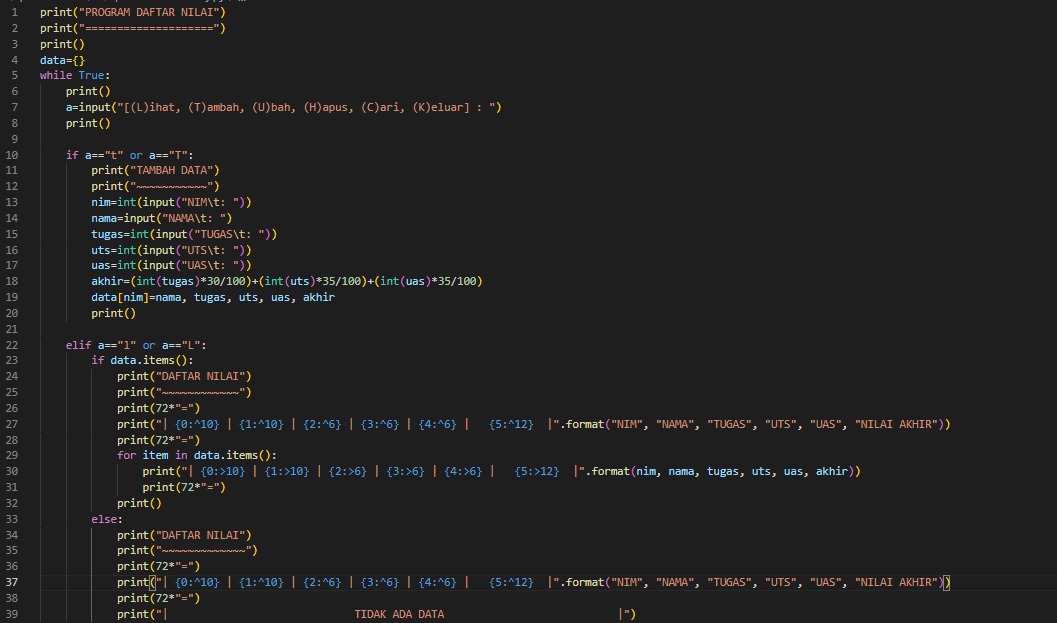 1 print("PROGRAM DAFTAR NILAI")
2 print("====================")
3 print()
4 data={}
5 while True:
6     print()
7     a=input("[(L)ihat, (T)ambah, (U)bah, (H)apus, (C)ari, (K)eluar] : ")
8     print()
9
10     if a=="t" or a=="T":
11         print("TAMBAH DATA")
12         print("~~~~~~~~~~~")
13         nim=int(input("NIM\t: "))
14         nama=input("NAMA\t: ")
15         tugas=int(input("TUGAS\t: "))
16         uts=int(input("UTS\t: "))
17         uas=int(input("UAS\t: "))
18         akhir=(int(tugas)*30/100)+(int(uts)*35/100)+(int(uas)*35/100)
19         data[nim]=nama, tugas, uts, uas, akhir
20         print()
21
22     elif a=="l" or a=="L":
23         if data.items():
24             print("DAFTAR NILAI")
25             print("~~~~~~~~~~~~")
26             print(72*"=")
27             print("| {0:^10} | {1:^10} | {2:^6} | {3:^6} | {4:^6} |   {5:^12}  |".format("NIM", "NAMA", "TUGAS", "UTS", "UAS", "NILAI AKHIR"))
28             print(72*"=")
29             for item in data.items():
30                 print("| {0:>10} | {1:>10} | {2:>6} | {3:>6} | {4:>6} |   {5:>12}  |".format(nim, nama, tugas, uts, uas, akhir))
31                 print(72*"=")
32             print()
33         else:
34             print("DAFTAR NILAI")
35             print("~~~~~~~~~~~~~")
36             print(72*"=")
37             print("| {0:^10} | {1:^10} | {2:^6} | {3:^6} | {4:^6} |   {5:^12}  |".format("NIM", "NAMA", "TUGAS", "UTS", "UAS", "NILAI AKHIR"))
38             print(72*"=")
39             print("|                             TIDAK ADA DATA                           |")